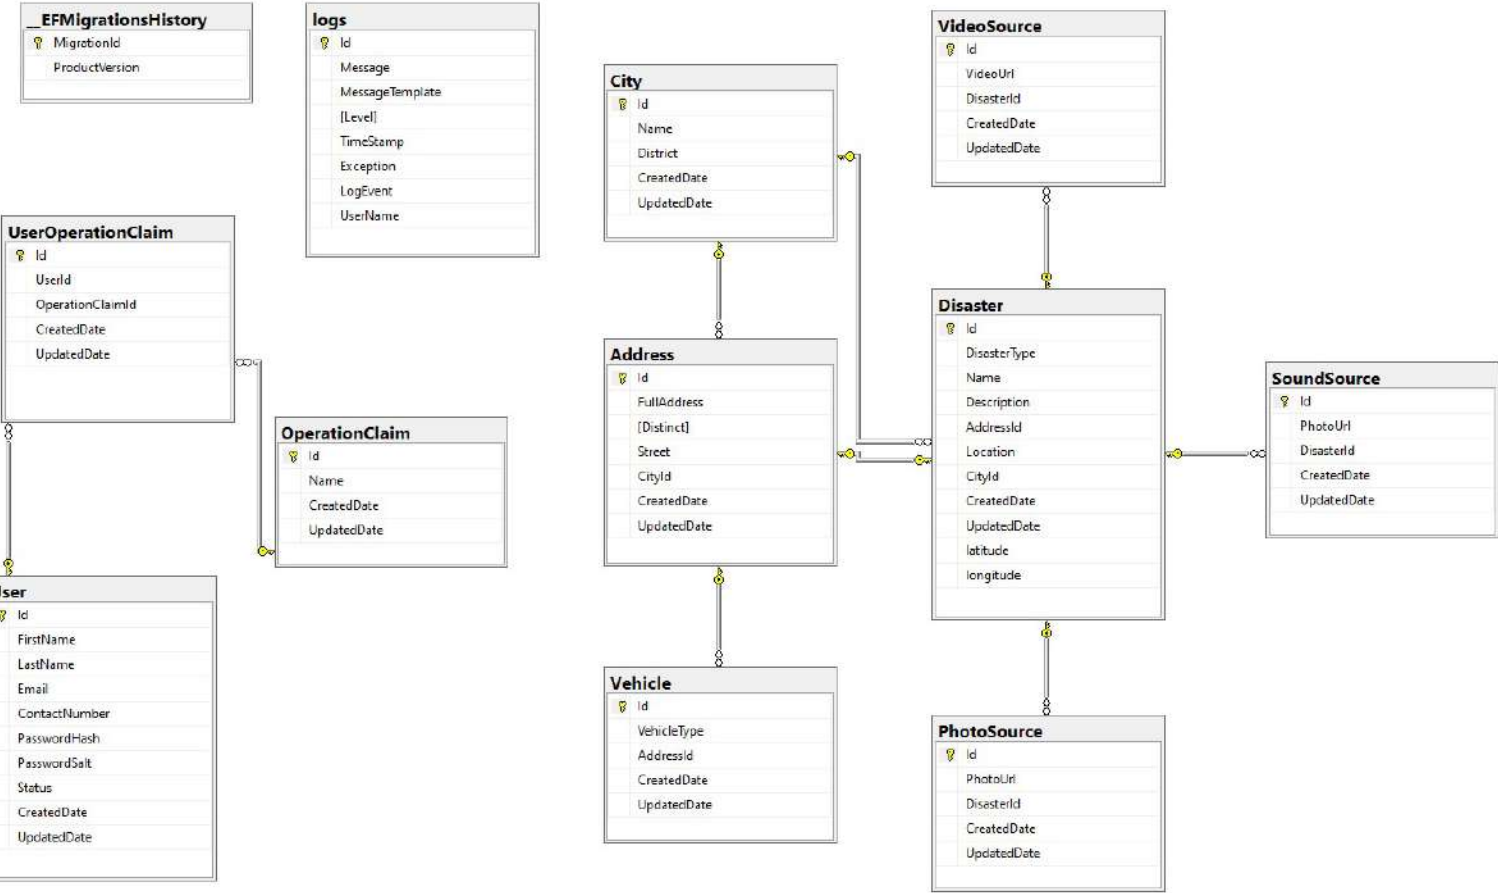 __EFMigrationsHistory
MigrationId
ProductVersion
logs
Id
Message
MessageTemplate
[Level]
TimeStamp
Exception
LogEvent
UserName
UserOperationClaim
Id
UserId
OperationClaimId
CreatedDate
UpdatedDate
OperationClaim
Id
Name
CreatedDate
UpdatedDate
ser
Id
FirstName
LastName
Email
ContactNumber
PasswordHash
PasswordSalt
Status
CreatedDate
UpdatedDate
City
Id
Name
District
CreatedDate
UpdatedDate
Address
Id
FullAddress
[Distinct]
Street
CityId
CreatedDate
UpdatedDate
Vehicle
Id
VehicleType
AddressId
CreatedDate
UpdatedDate
VideoSource
Id
VideoUrl
DisasterId
CreatedDate
UpdatedDate
Disaster
Id
DisasterType
Name
Description
AddressId
Location
CityId
CreatedDate
UpdatedDate
latitude
longitude
PhotoSource
Id
PhotoUrl
DisasterId
CreatedDate
UpdatedDate
SoundSource
Id
PhotoUrl
DisasterId
CreatedDate
UpdatedDate